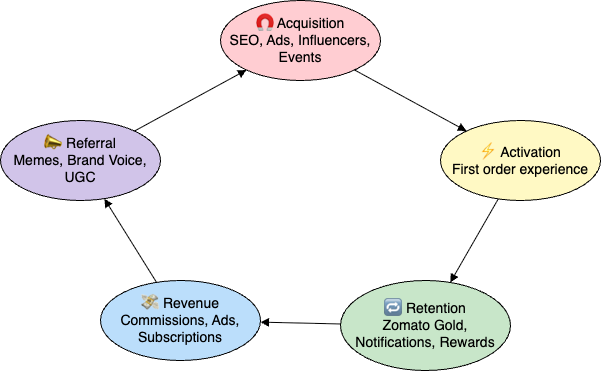 🧲 Acquisition
SEO, Ads, Influencers,
Events
⚡ Activation
First order experience
🔁 Retention
Zomato Gold,
Notifications, Rewards
💸 Revenue
Commissions, Ads,
Subscriptions
📣 Referral
Memes, Brand Voice,
UGC